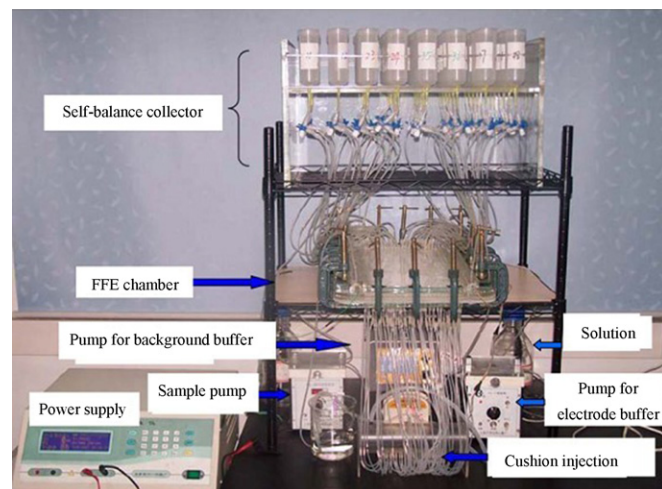 Self-balance collector
FFE chamber
Pump for background buffer
Solution
Sample pump
Pump for
electrode buffer
Power supply
Cushion injection